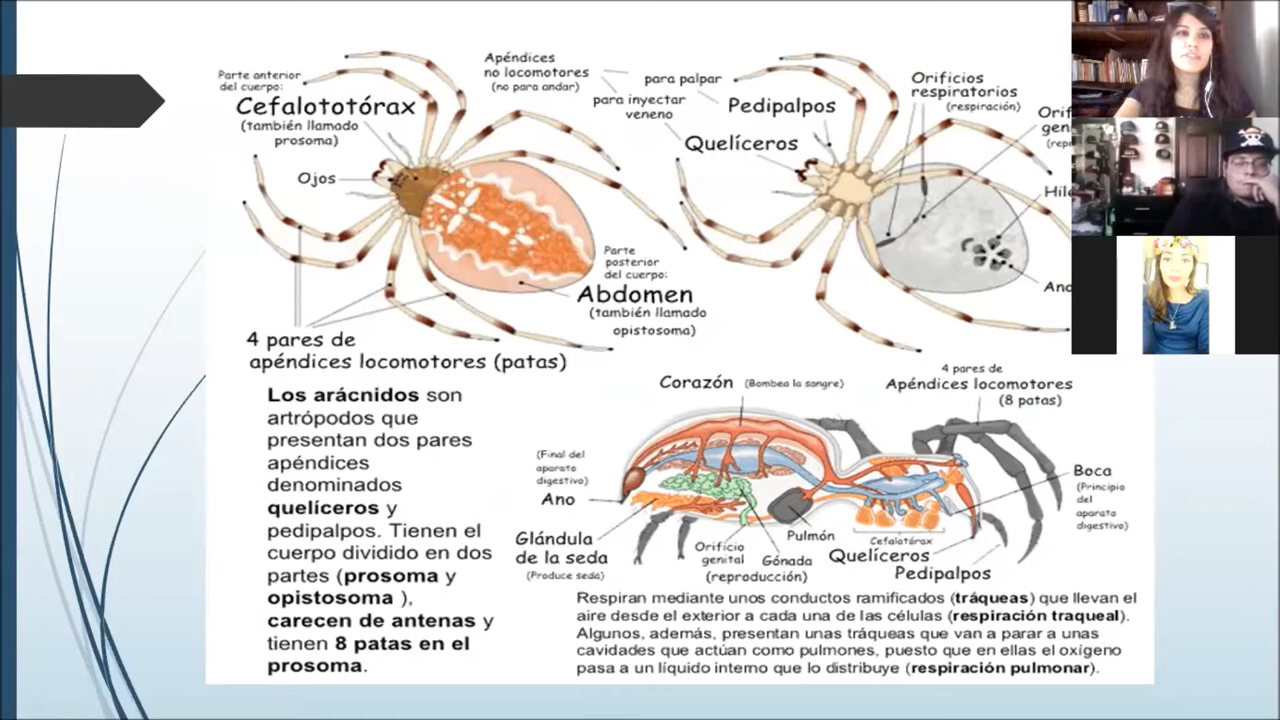 Parte anterior
del cuerpo:
Cefalototórax
(también llamado
prosoma)
Ojos
Apéndices
no locomotores
(no para andar)
para palpar
para inyectar
veneno
Pedipalpos
Quelíceros
Orificios
respiratorios
(respiración)
Parte
posterior
del cuerpo:
Abdomen
(también llamado
opistosoma)
4 pares de
apéndices locomotores (patas)
Los arácnidos son
artrópodos que
presentan dos pares
apéndices
denominados
quelíceros y
pedipalpos. Tienen el
cuerpo dividido en dos
partes (prosoma y
opistosoma ),
carecen de antenas y
tienen 8 patas en el
prosoma.
Corazón (Bombea la sangre)
4 pares de
Apéndices locomotores
(8 patas)
(Final del
aparato
digestivo)
Ano
Glándula
de la seda
(Produce seda)
Orificio
genital
(reproducción)
Gónada
Pulmón
Cefalatórax
Quelíceros
Pedipalpos
Boca
(Principio
del
aparato
digestivo)
Respiran mediante unos conductos ramificados (tráqueas) que llevan el
aire desde el exterior a cada una de las células (respiración traqueal).
Algunos, además, presentan unas tráqueas que van a parar a unas
cavidades que actúan como pulmones, puesto que en ellas el oxígeno
pasa a un líquido interno que lo distribuye (respiración pulmonar).